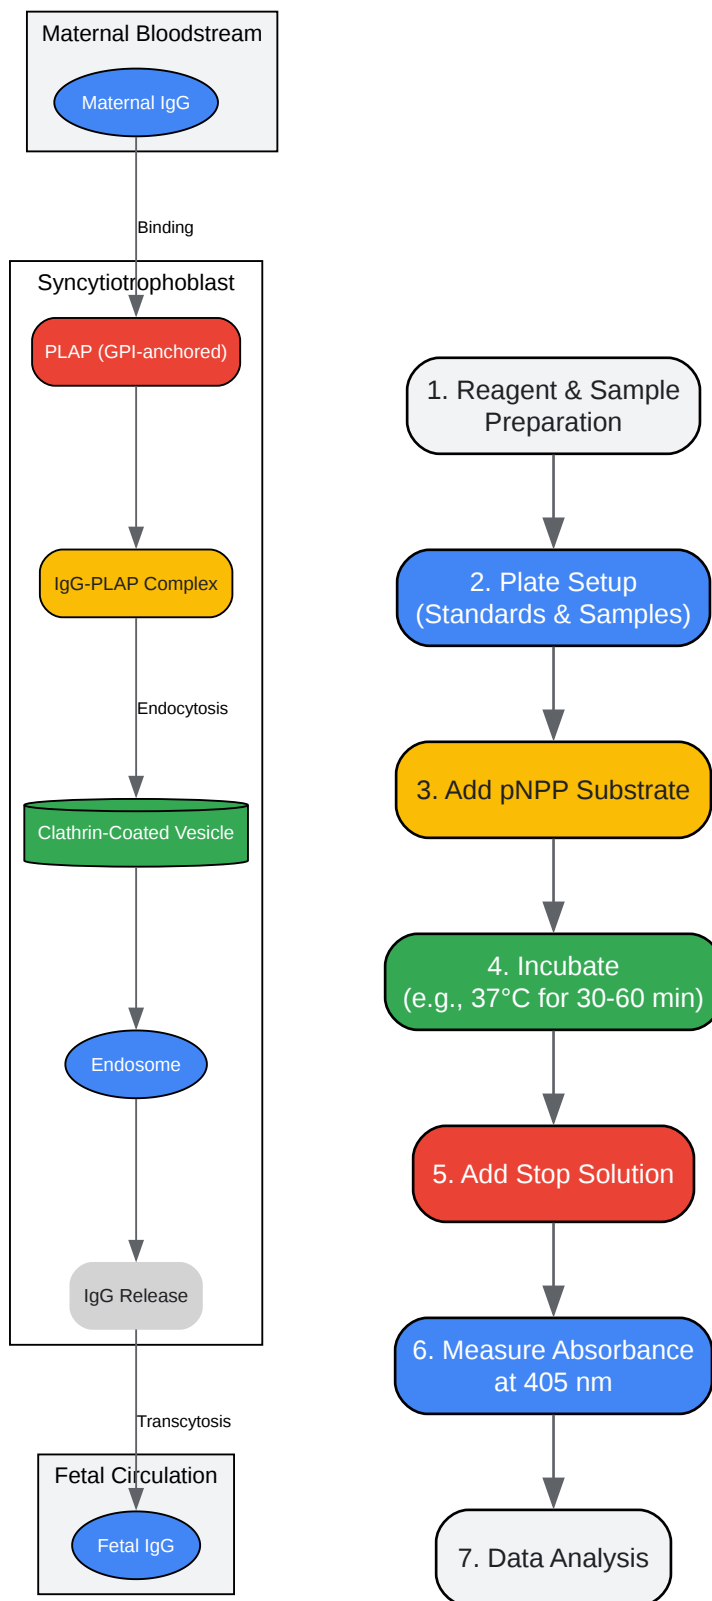 Maternal Bloodstream
Maternal IgG
Binding
Syncytiotrophoblast
PLAP (GPI-anchored)
IgG-PLAP Complex
Endocytosis
Clathrin-Coated Vesicle
Endosome
IgG Release
Transcytosis
Fetal Circulation
Fetal IgG
1. Reagent & Sample
Preparation
2. Plate Setup
(Standards & Samples)
3. Add pNPP Substrate
4. Incubate
(e.g., 37°C for 30-60 min)
5. Add Stop Solution
6. Measure Absorbance
at 405 nm
7. Data Analysis